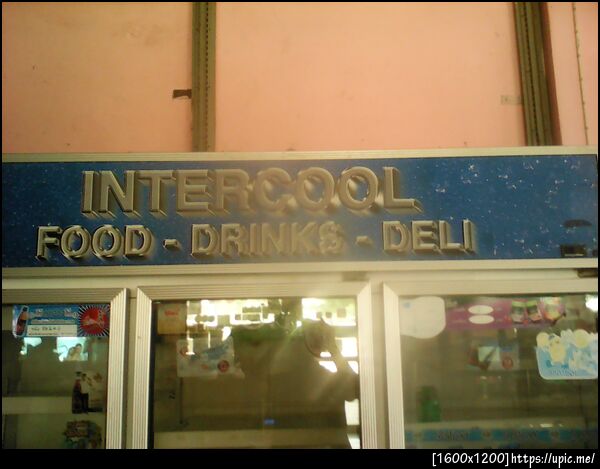 INTERCOOL
FOOD - DRINKS - DELI
[1600x1200]https://upic.me/